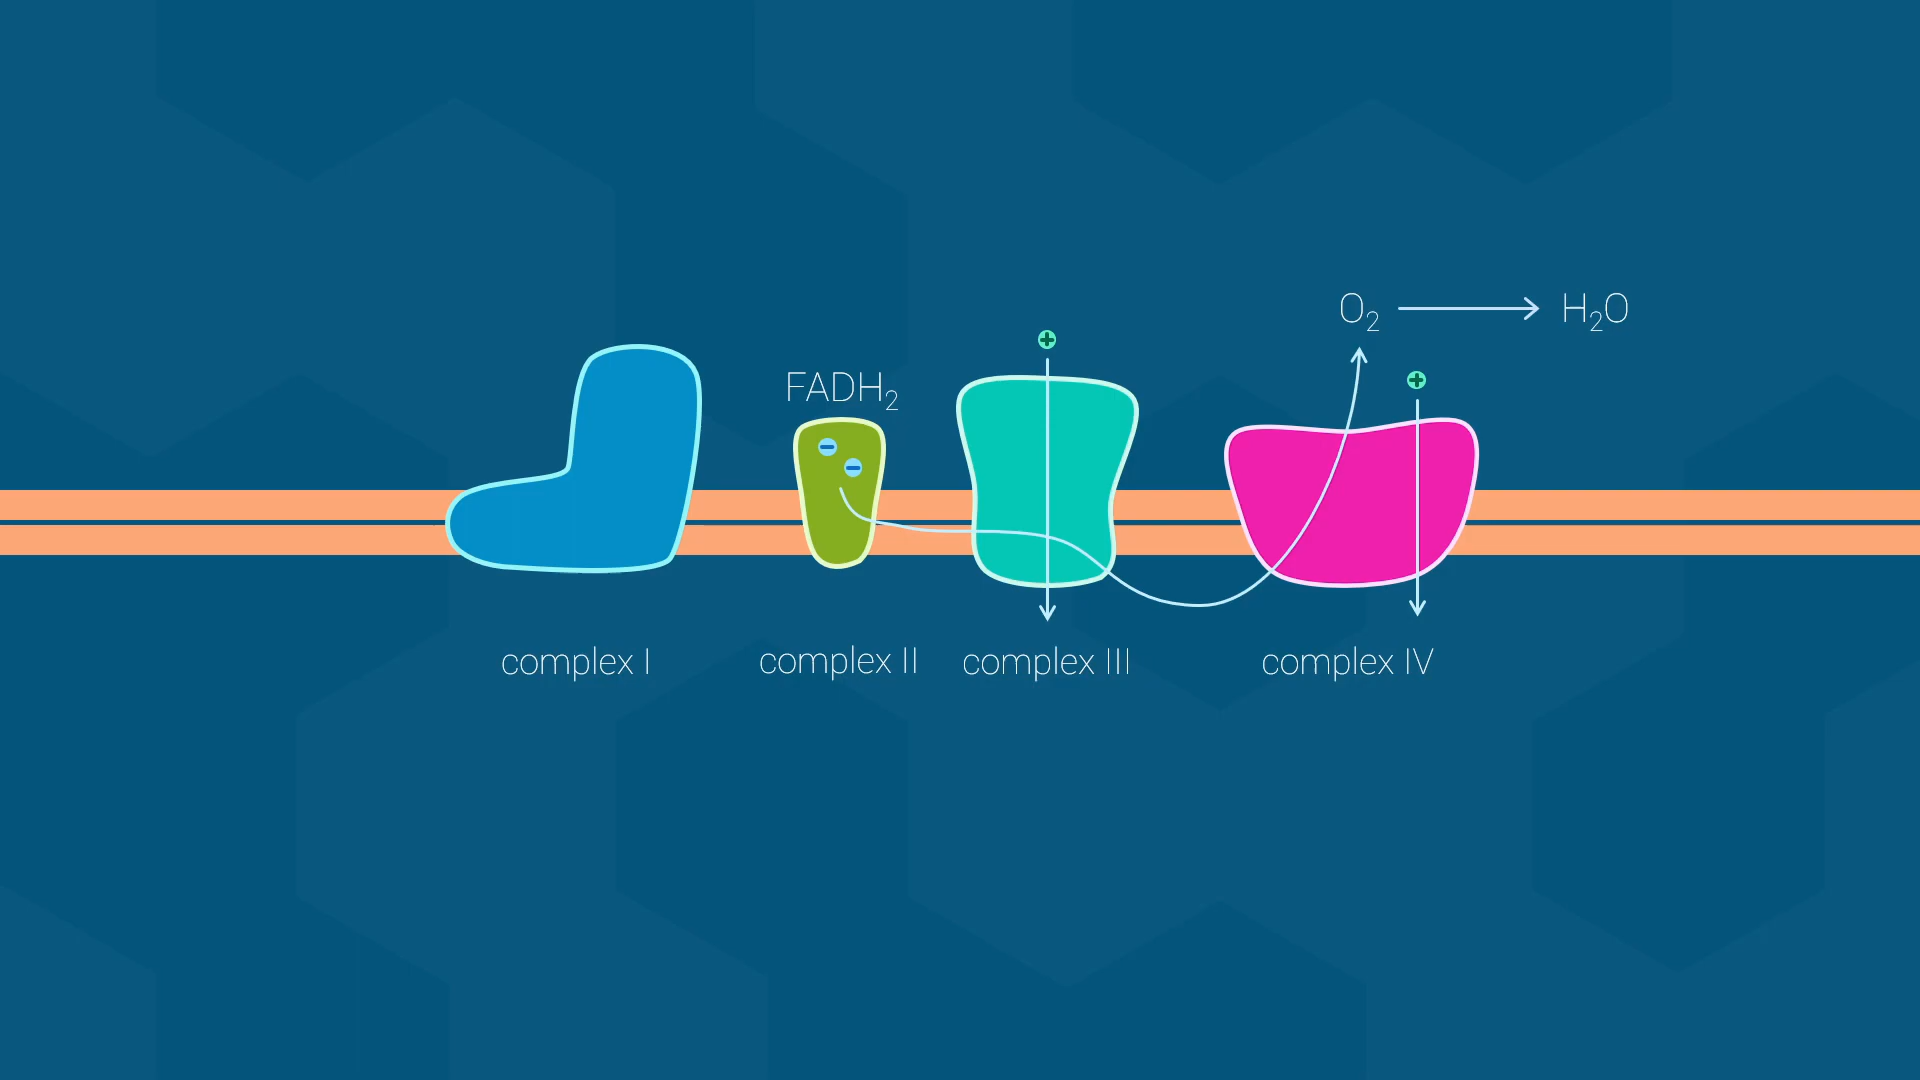 O₂ → H₂O
FADH₂
complex I
complex II
complex III
complex IV